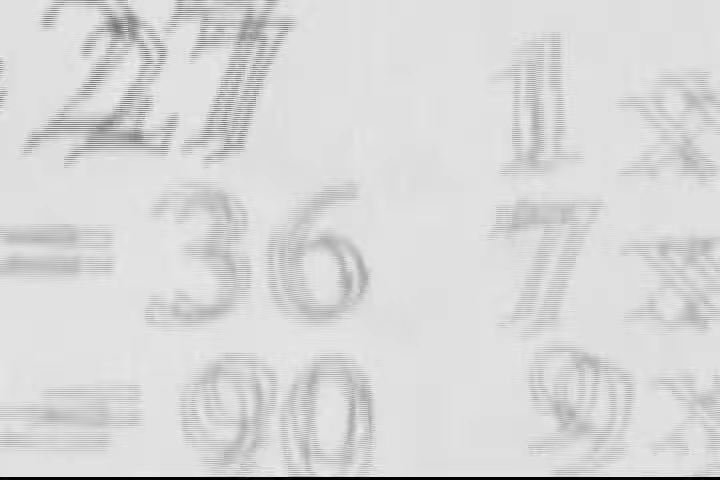 27 1 x
= 36 7 x
= 90 9 x